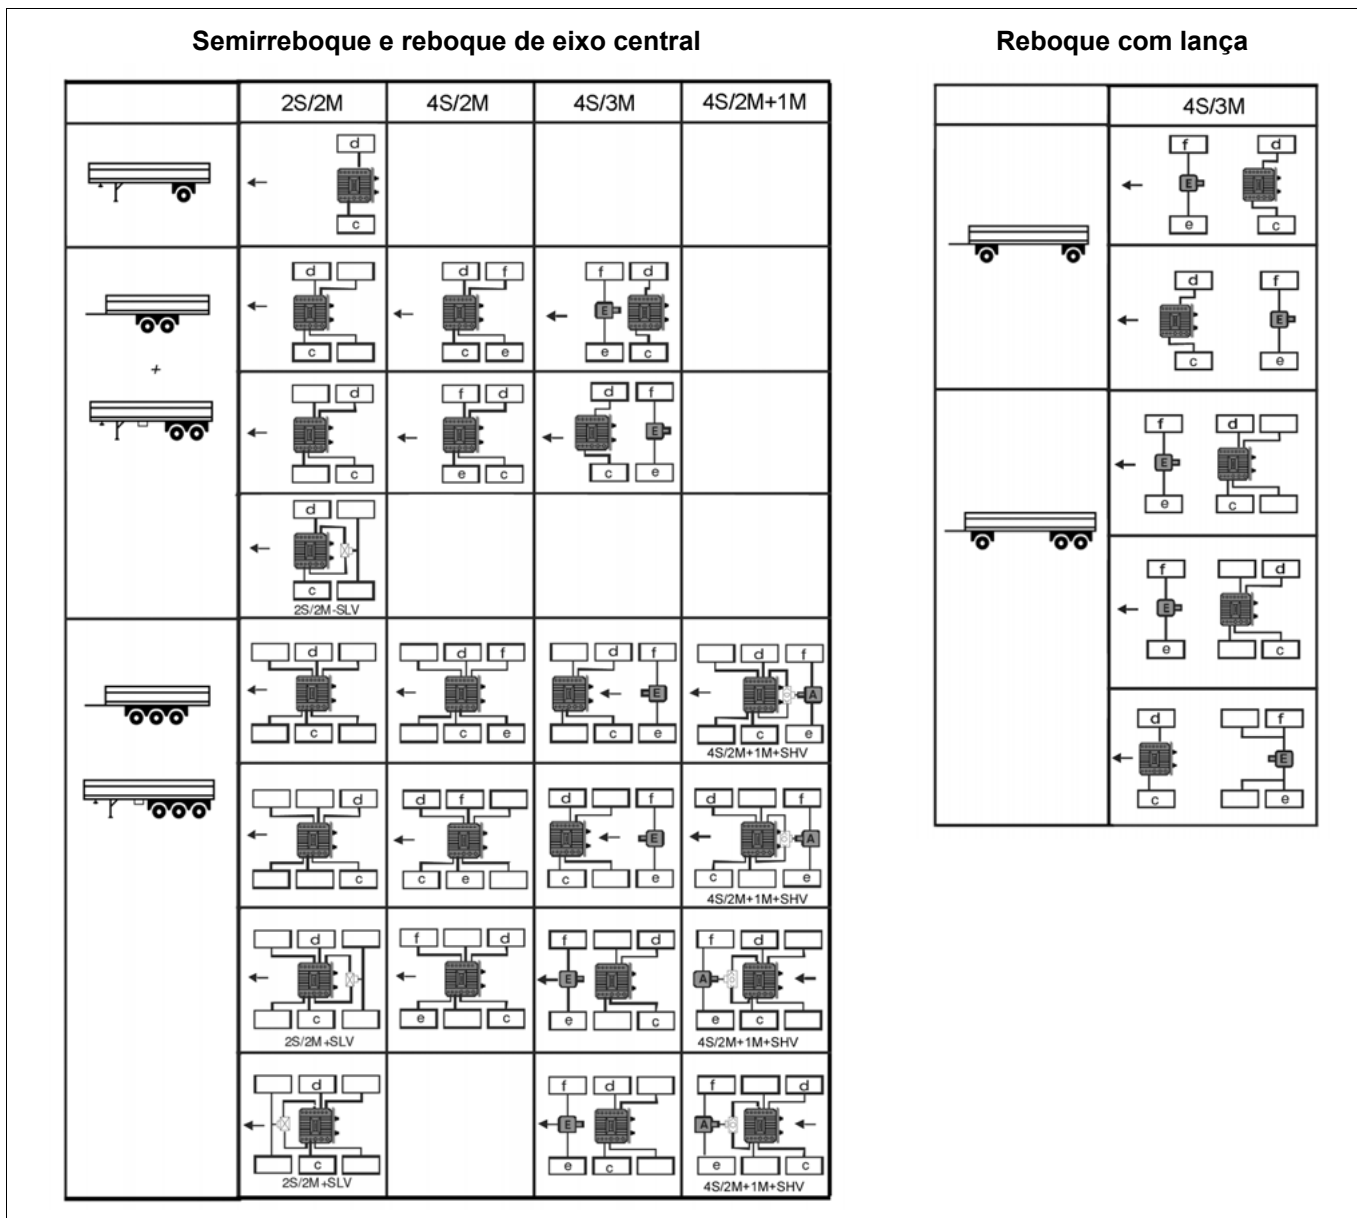 Semirreboque e reboque de eixo central
Reboque com lança
2S/2M 4S/2M 4S/3M 4S/2M+1M
4S/3M
d
c
f d
E
e c
d d f f d
E
c c e e c
+
d f
E
c e
d f d d f
E
c e c c e
f d
E
e c
d
c
2S/2M-SLV
f d
E
e c
d d f d f d f
E A
c c e c e c e
4S/2M+1M+SHV
d f
E
c e
d d f d f d f
E A
c c e c e c e
4S/2M+1M+SHV
d f d f d f d
E A
c e c e c e c
2S/2M+SLV 4S/2M+1M+SHV
d f d f d
E A
c e c e c
2S/2M+SLV 4S/2M+1M+SHV